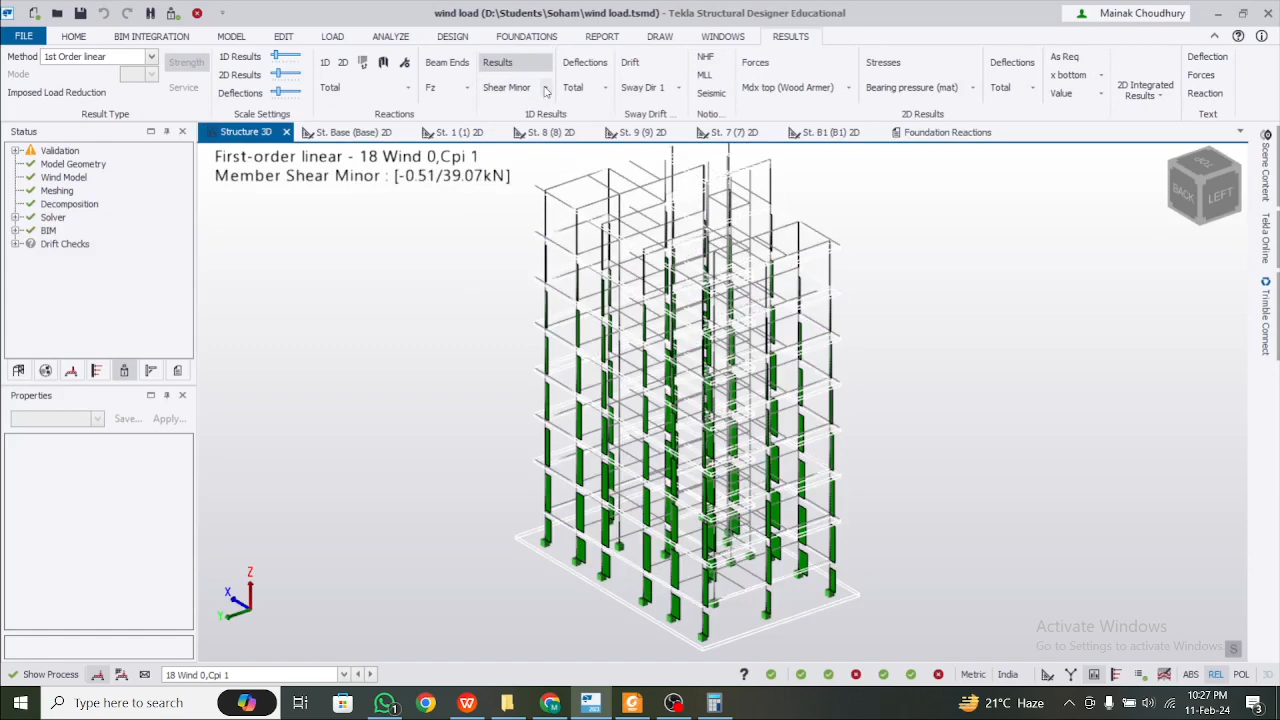 wind load (D:\Students\Soham\wind load.tsmd) - Tekla Structural Designer Educational
Mainak Choudhury
FILE HOME BIM INTEGRATION MODEL EDIT LOAD ANALYZE DESIGN FOUNDATIONS REPORT DRAW WINDOWS RESULTS
Method 1st Order linear Strength
Mode
Imposed Load Reduction Service
Result Type
1D Results
2D Results
Deflections
Scale Settings
1D 2D
Total
Beam Ends
Fz
Reactions
Results Deflections
Shear Minor Total
1D Results
Drift
Sway Dir 1
Sway Drift ...
NHF
MLL
Seismic
Notio...
Forces Stresses Deflections
Mdx top (Wood Armer) Bearing pressure (mat) Total
As Req
x bottom
Value
2D Integrated
Results
2D Results
Deflection
Forces
Reaction
Text
Status
Structure 3D St. Base (Base) 2D St. 1 (1) 2D St. 8 (8) 2D St. 9 (9) 2D St. 7 (7) 2D St. B1 (B1) 2D Foundation Reactions
Validation
Model Geometry
Wind Model
Meshing
Decomposition
Solver
BIM
Drift Checks
First-order linear - 18 Wind 0,Cpi 1
Member Shear Minor : [-0.51/39.07kN]
TOP
BACK LEFT
Scene Content
Tekla Online
Trimble Connect
Properties
Save... Apply...
Z
X
Y
Activate Windows
Go to Settings to activate Windows.
S
Show Process 18 Wind 0,Cpi 1 ? Metric India ABS REL POL 3D
Type here to search
21°C Haze
ENG
10:27 PM
11-Feb-24